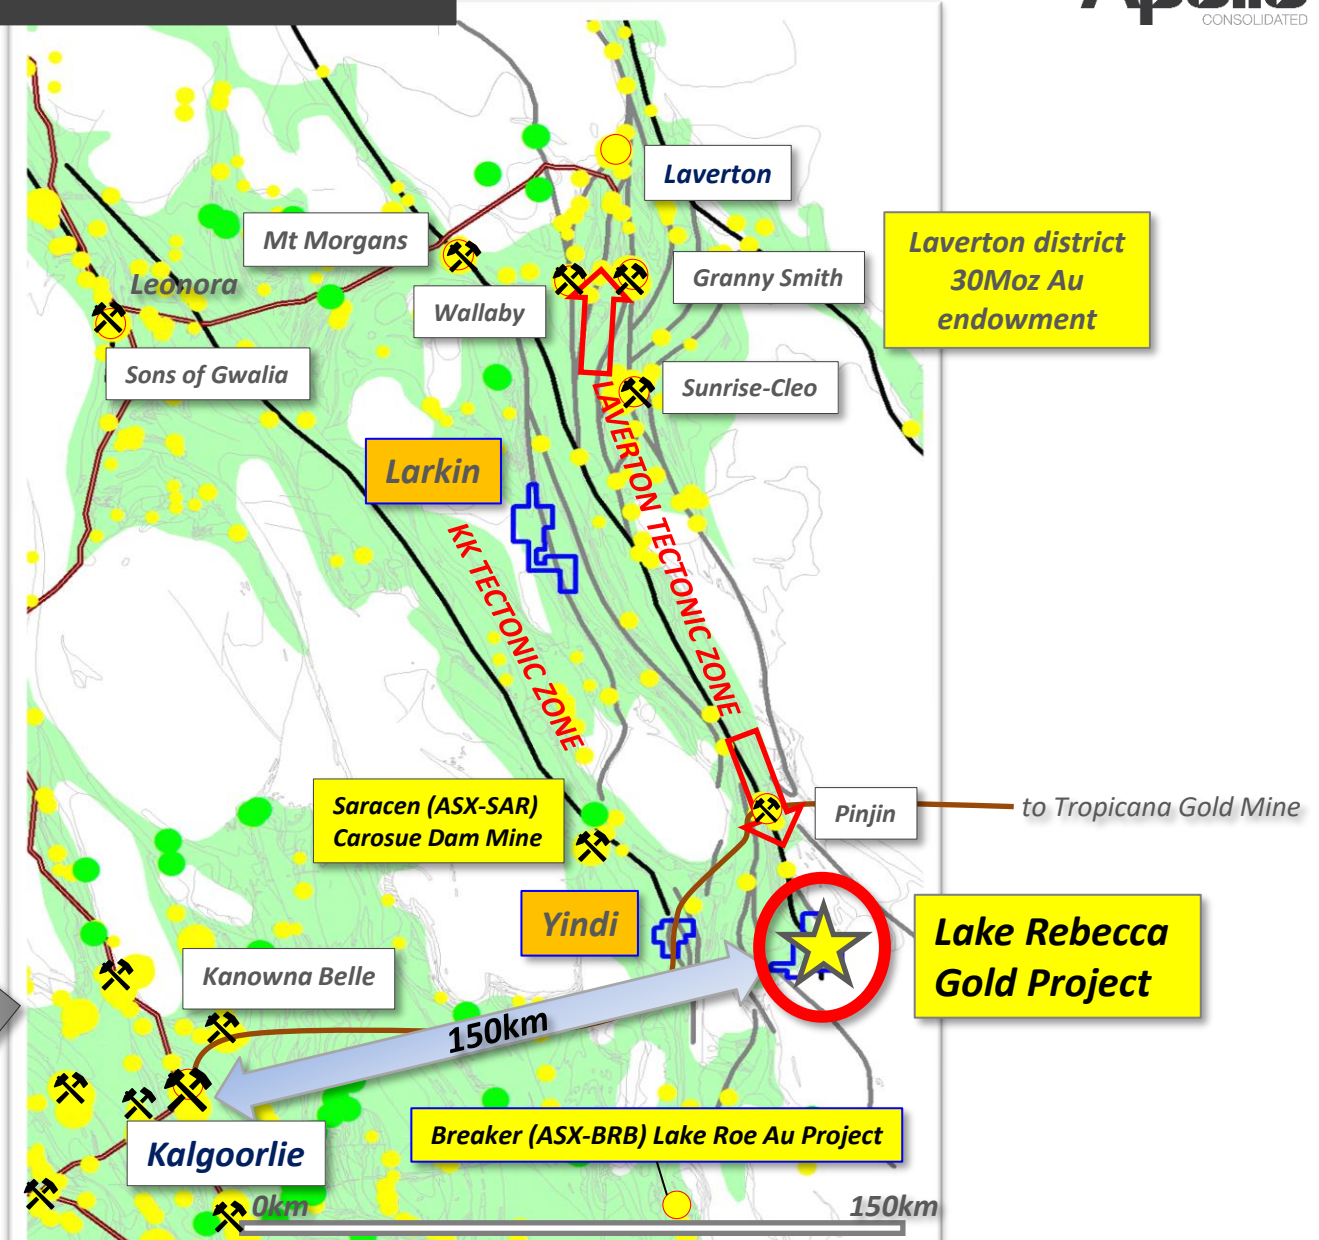 Apollo
CONSOLIDATED
Laverton
Mt Morgans
Laverton district
30Moz Au
endowment
Leonora
Granny Smith
Wallaby
Sons of Gwalia
Sunrise-Cleo
Larkin
LAVERTON TECTONIC ZONE
KK TECTONIC ZONE
Saracen (ASX-SAR)
Carosue Dam Mine
Pinjin
to Tropicana Gold Mine
Yindi
Lake Rebecca
Gold Project
Kanowna Belle
150km
Breaker (ASX-BRB) Lake Roe Au Project
Kalgoorlie
0km
150km